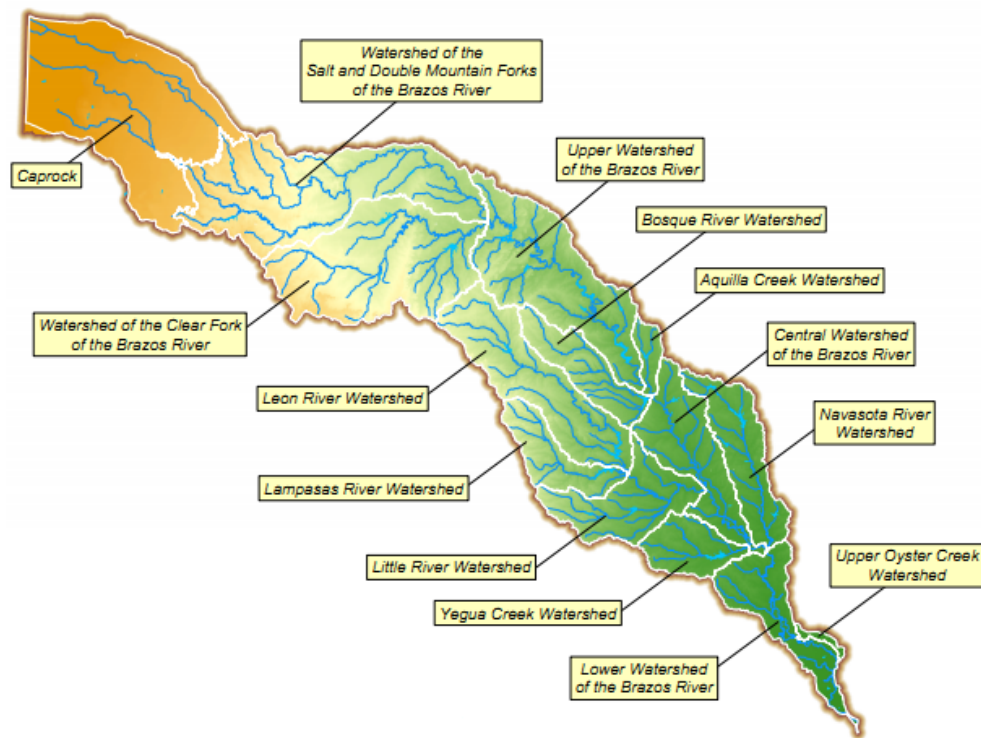 Watershed of the
Salt and Double Mountain Forks
of the Brazos River
Caprock
Upper Watershed
of the Brazos River
Bosque River Watershed
Aquilla Creek Watershed
Watershed of the Clear Fork
of the Brazos River
Central Watershed
of the Brazos River
Leon River Watershed
Navasota River
Watershed
Lampasas River Watershed
Little River Watershed
Upper Oyster Creek
Watershed
Yegua Creek Watershed
Lower Watershed
of the Brazos River